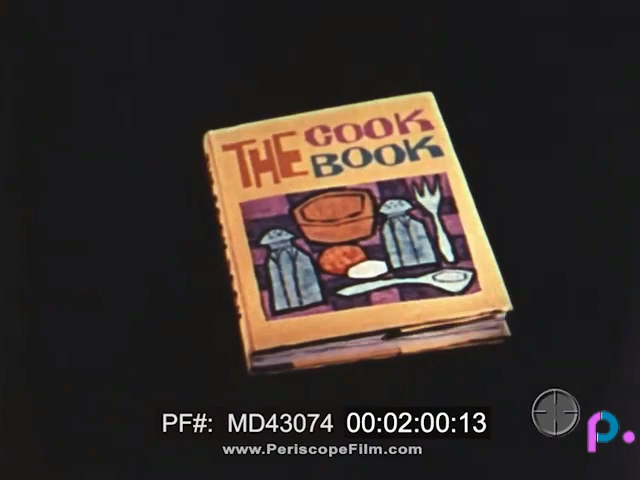 THE COOK
BOOK
PF#: MD43074 00:02:00:13
www.PeriscopeFilm.com
p.